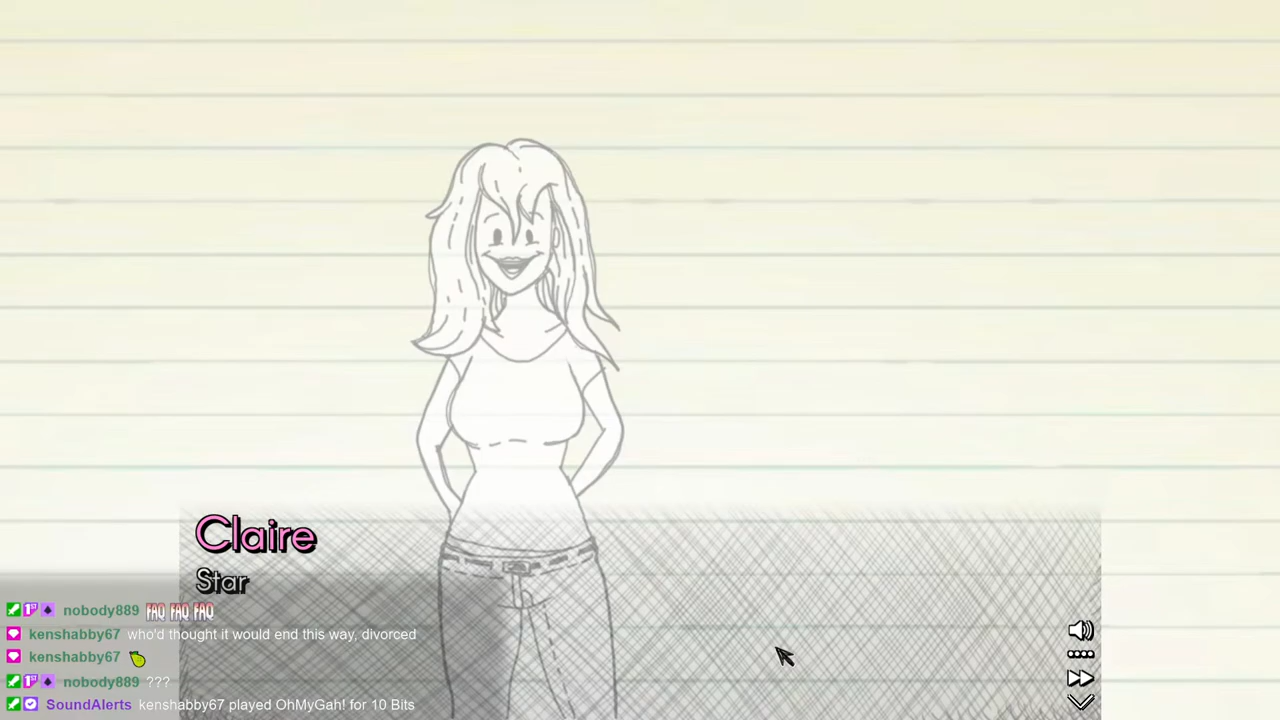 Claire
Star
nobody889 FAQ FAQ FAQ
kenshabby67 who'd thought it would end this way, divorced
kenshabby67
nobody889 ???
SoundAlerts kenshabby67 played OhMyGah! for 10 Bits